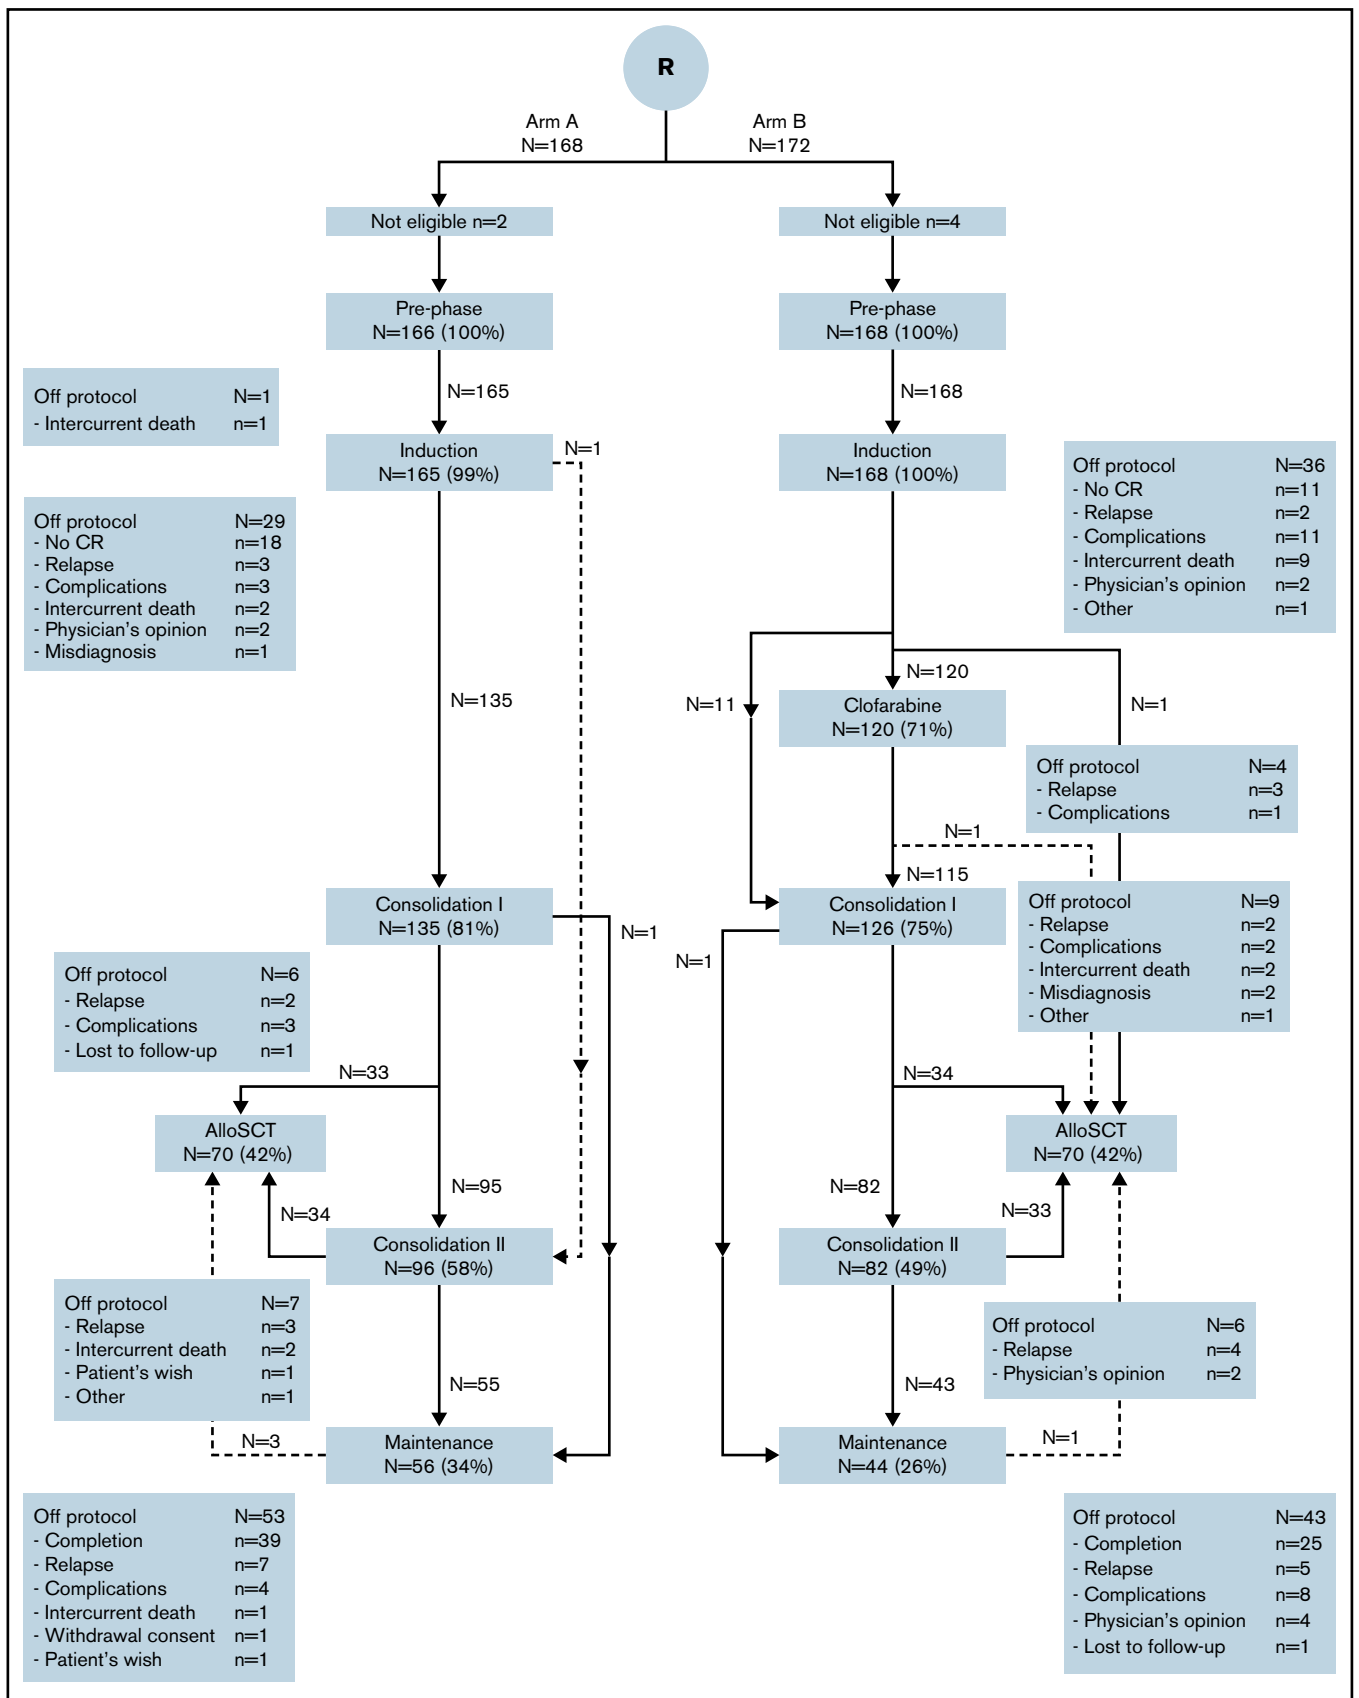 R
Arm A
N=168
Arm B
N=172
Not eligible n=2
Not eligible n=4
Pre-phase
N=166 (100%)
Pre-phase
N=168 (100%)
N=165
N=168
Off protocol N=1
- Intercurrent death n=1
Induction
N=165 (99%)
N=1
Induction
N=168 (100%)
Off protocol N=36
- No CR n=11
- Relapse n=2
- Complications n=11
- Intercurrent death n=9
- Physician's opinion n=2
- Other n=1
Off protocol N=29
- No CR n=18
- Relapse n=3
- Complications n=3
- Intercurrent death n=2
- Physician's opinion n=2
- Misdiagnosis n=1
N=135
N=11
N=120
N=1
Clofarabine
N=120 (71%)
Off protocol N=4
- Relapse n=3
- Complications n=1
N=1
N=115
Consolidation I
N=135 (81%)
N=1
Consolidation I
N=126 (75%)
N=1
Off protocol N=9
- Relapse n=2
- Complications n=2
- Intercurrent death n=2
- Misdiagnosis n=2
- Other n=1
Off protocol N=6
- Relapse n=2
- Complications n=3
- Lost to follow-up n=1
N=33
N=34
AlloSCT
N=70 (42%)
AlloSCT
N=70 (42%)
N=95
N=82
N=34
N=33
Consolidation II
N=96 (58%)
Consolidation II
N=82 (49%)
Off protocol N=7
- Relapse n=3
- Intercurrent death n=2
- Patient's wish n=1
- Other n=1
Off protocol N=6
- Relapse n=4
- Physician's opinion n=2
N=55
N=43
N=3
Maintenance
N=56 (34%)
Maintenance
N=44 (26%)
N=1
Off protocol N=53
- Completion n=39
- Relapse n=7
- Complications n=4
- Intercurrent death n=1
- Withdrawal consent n=1
- Patient's wish n=1
Off protocol N=43
- Completion n=25
- Relapse n=5
- Complications n=8
- Physician's opinion n=4
- Lost to follow-up n=1